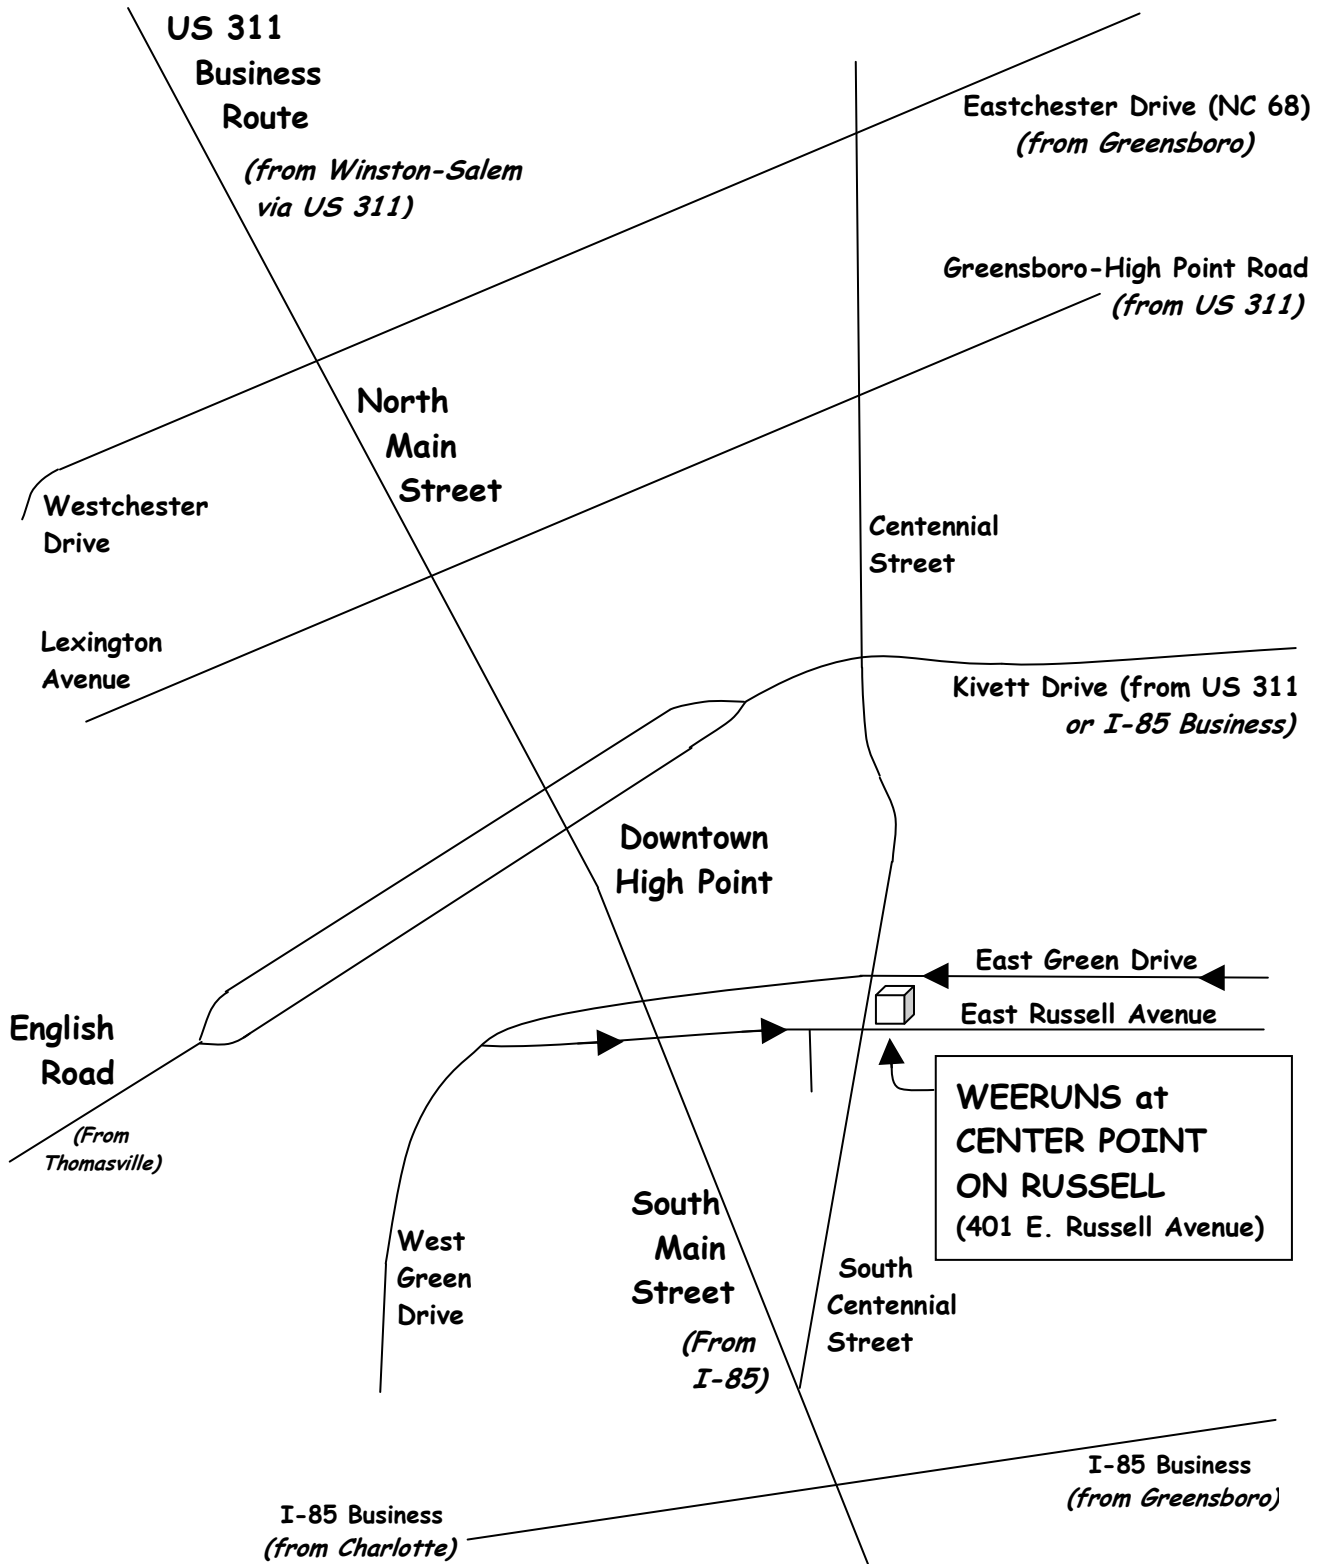 US 311
Business
Route
(from Winston-Salem
via US 311)
Eastchester Drive (NC 68)
(from Greensboro)
Greensboro-High Point Road
(from US 311)
North
Main
Street
Westchester
Drive
Centennial
Street
Lexington
Avenue
Kivett Drive (from US 311
or I-85 Business)
Downtown
High Point
East Green Drive
East Russell Avenue
English
Road
(From
Thomasville)
WEERUNS at
CENTER POINT
ON RUSSELL
(401 E. Russell Avenue)
West
Green
Drive
South
Main
Street
(From
I-85)
South
Centennial
Street
I-85 Business
(from Greensboro)
I-85 Business
(from Charlotte)